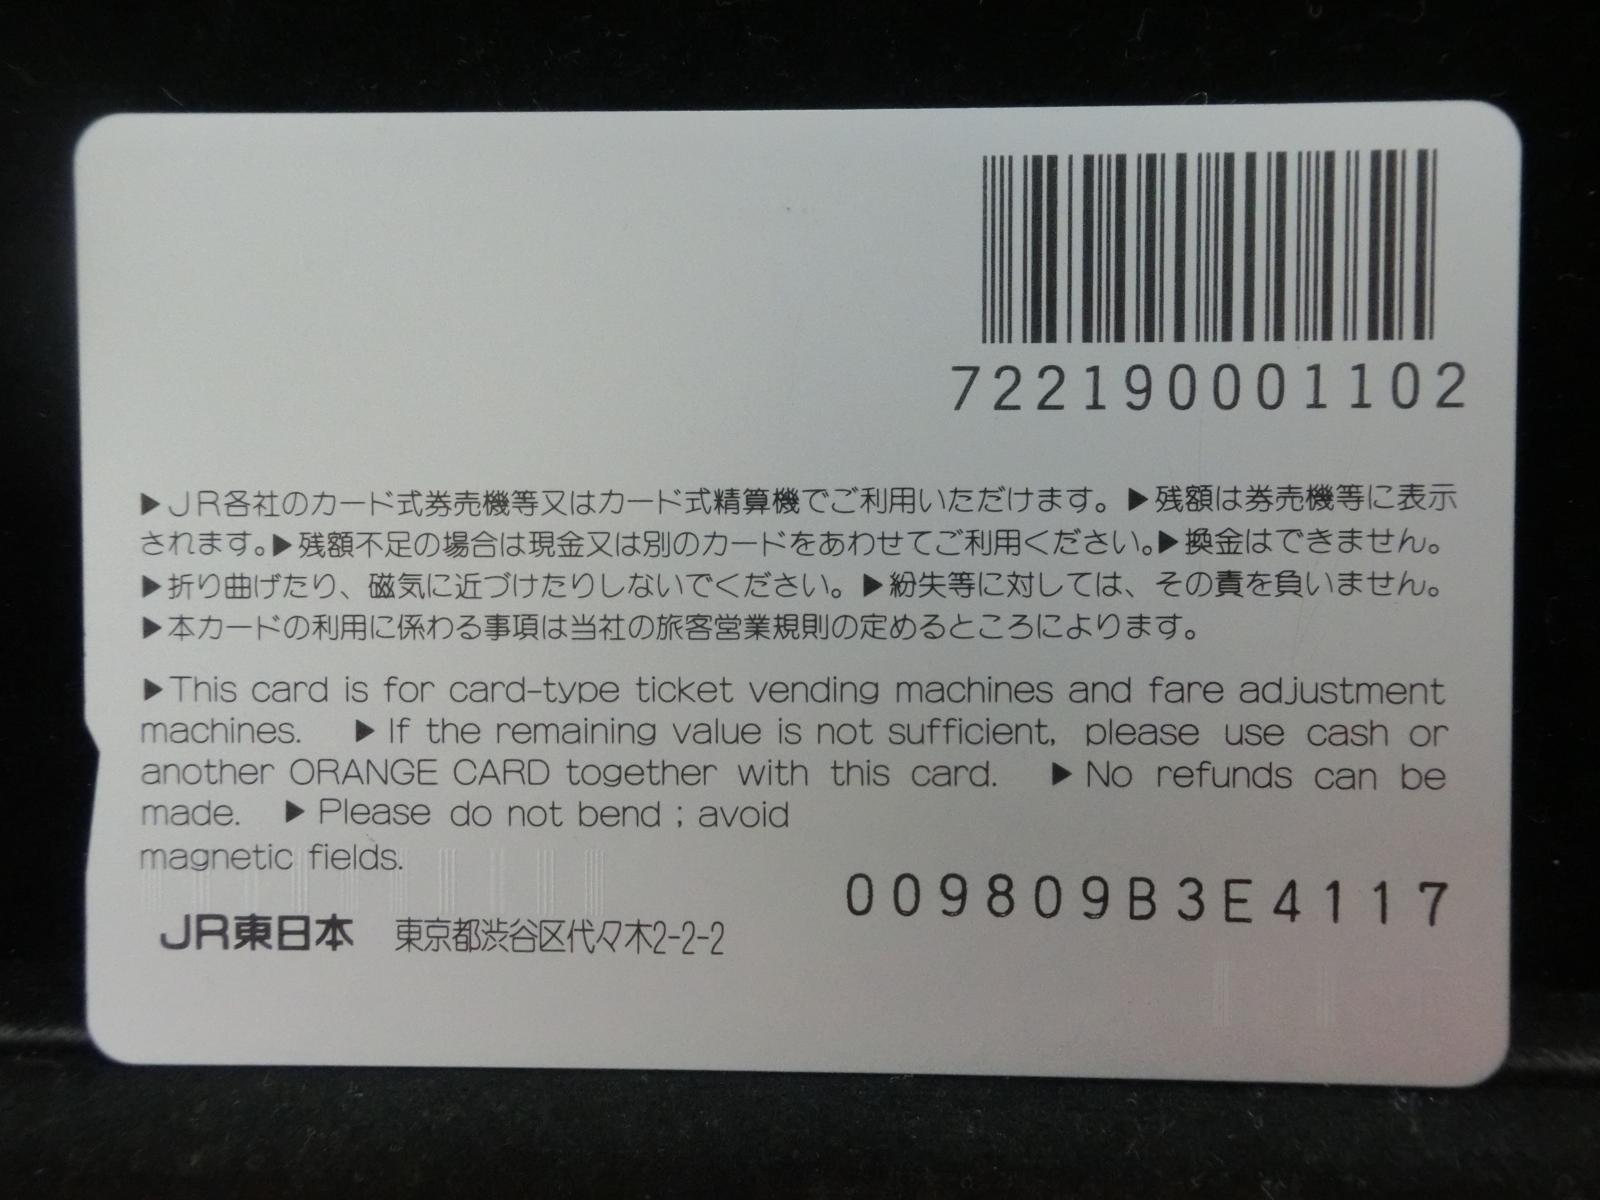 722190001102
▶JR各社のカード式券売機等又はカード式精算機でご利用いただけます。▶残額は券売機等に表示
されます。▶残額不足の場合は現金又は別のカードをあわせてご利用ください。▶換金はできません。
▶折り曲げたり、磁気に近づけたりしないでください。▶紛失等に対しては、その責を負いません。
▶本カードの利用に係わる事項は当社の旅客営業規則の定めるところによります。
▶This card is for card-type ticket vending machines and fare adjustment
machines. ▶If the remaining value is not sufficient, please use cash or
another ORANGE CARD together with this card. ▶No refunds can be
made. ▶Please do not bend ; avoid
magnetic fields.
009809B3E4117
JR東日本 東京都渋谷区代々木2-2-2